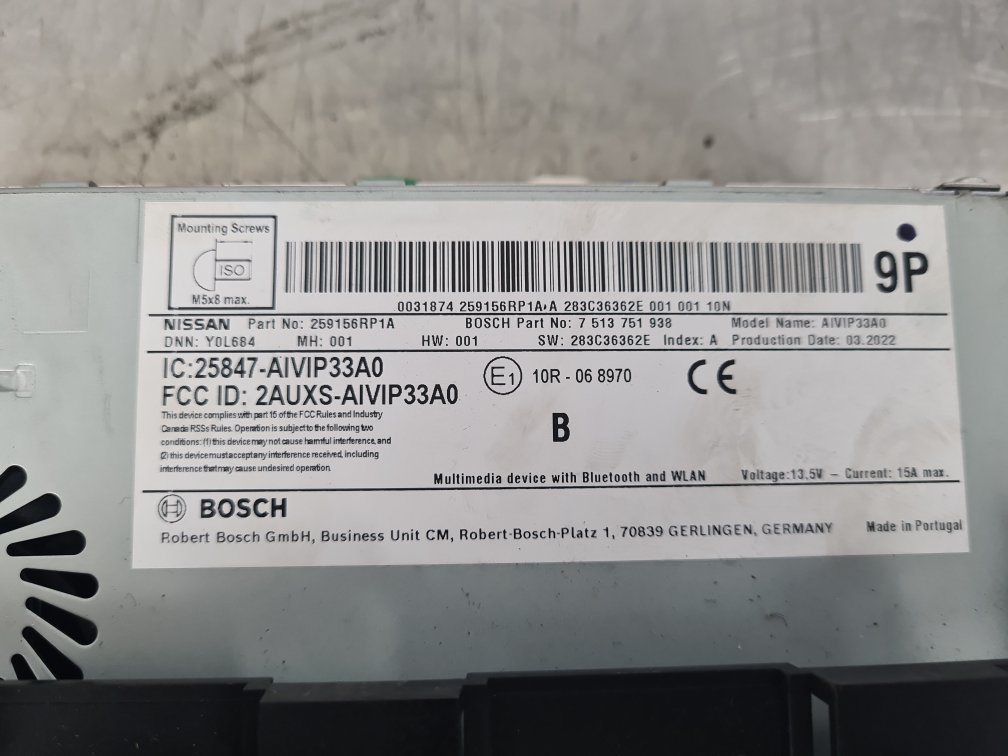 Mounting Screws
ISO
M5x8 max.
9P
0031874 259156RP1A•A 283C36362E 001 001 10N
NISSAN Part No: 259156RP1A BOSCH Part No: 7 513 751 938 Model Name: AIVIP33A0
DNN: Y0L684 MH: 001 HW: 001 SW: 283C36362E Index: A Production Date: 03.2022
IC:25847-AIVIP33A0
FCC ID: 2AUXS-AIVIP33A0
E1 10R - 06 8970 CE
This device complies with part 15 of the FCC Rules and Industry
Canada RSSs Rules. Operation is subject to the following two
conditions: (1) this device may not cause harmful interference, and
(2) this device must accept any interference received, including
interference that may cause undesired operation.
B
Multimedia device with Bluetooth and WLAN Voltage:13.5V - Current: 15A max.
BOSCH
Robert Bosch GmbH, Business Unit CM, Robert-Bosch-Platz 1, 70839 GERLINGEN, GERMANY Made in Portugal